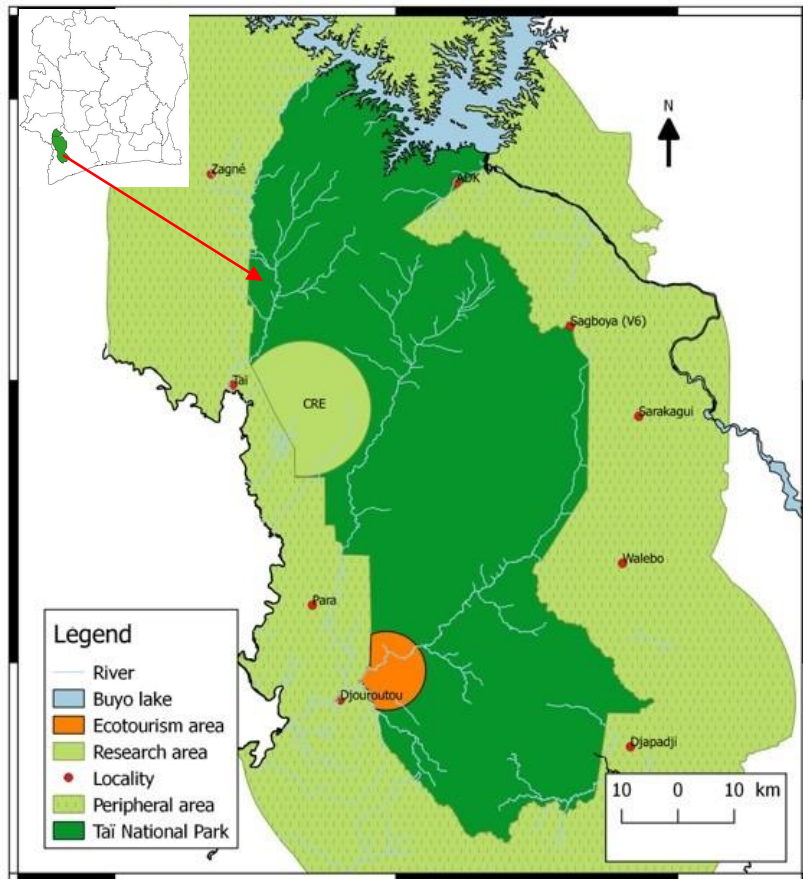 N
Zagné
ADK
Sagboya (V6)
Taï
CRE
Sarakagui
Walebo
Para
Djouroutou
Djapadji
Legend
River
Buyo lake
Ecotourism area
Research area
Locality
Peripheral area
Taï National Park
10 0 10 km